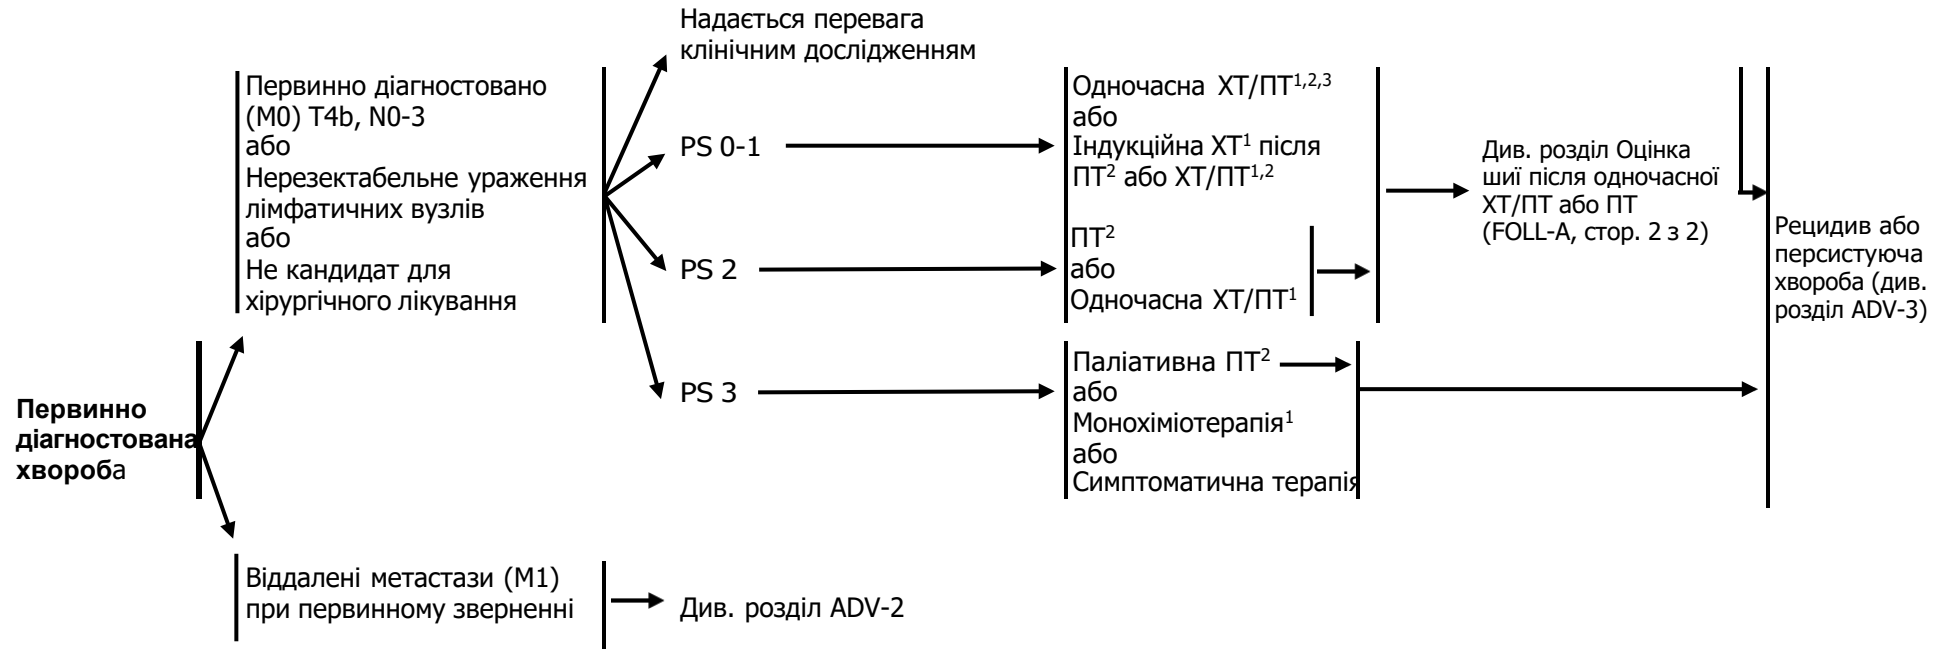 Надається перевага
клінічним дослідженням
Первинно діагностовано
(M0) T4b, N0-3
або
Нерезектабельне ураження
лімфатичних вузлів
або
Не кандидат для
хірургічного лікування
PS 0-1
PS 2
PS 3
Одночасна ХТ/ПТ1,2,3
або
Індукційна ХТ1 після
ПТ2 або ХТ/ПТ1,2
ПТ2
або
Одночасна ХТ/ПТ1
Паліативна ПТ2
або
Монохіміотерапія1
або
Симптоматична терапія
Див. розділ Оцінка
шиї після одночасної
ХТ/ПТ або ПТ
(FOLL-A, стор. 2 з 2)
Рецидив або
персистуюча
хвороба (див.
розділ ADV-3)
Первинно
діагностована
хвороба
Віддалені метастази (M1)
при первинному зверненні
Див. розділ ADV-2